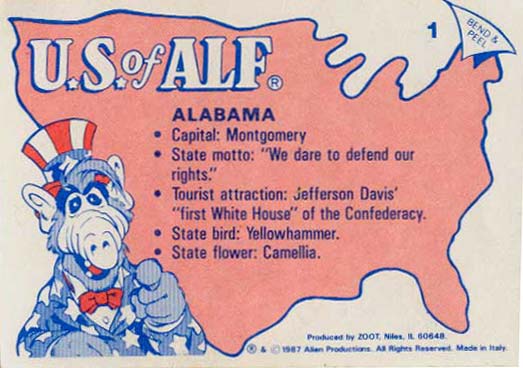 1
BEND &
PEEL
U.S. of ALF®
ALABAMA
• Capital: Montgomery
• State motto: "We dare to defend our
rights."
• Tourist attraction: Jefferson Davis'
"first White House" of the Confederacy.
• State bird: Yellowhammer.
• State flower: Camellia.
Produced by ZOOT, Niles, IL 60648.
® & © 1987 Alien Productions. All Rights Reserved. Made in Italy.